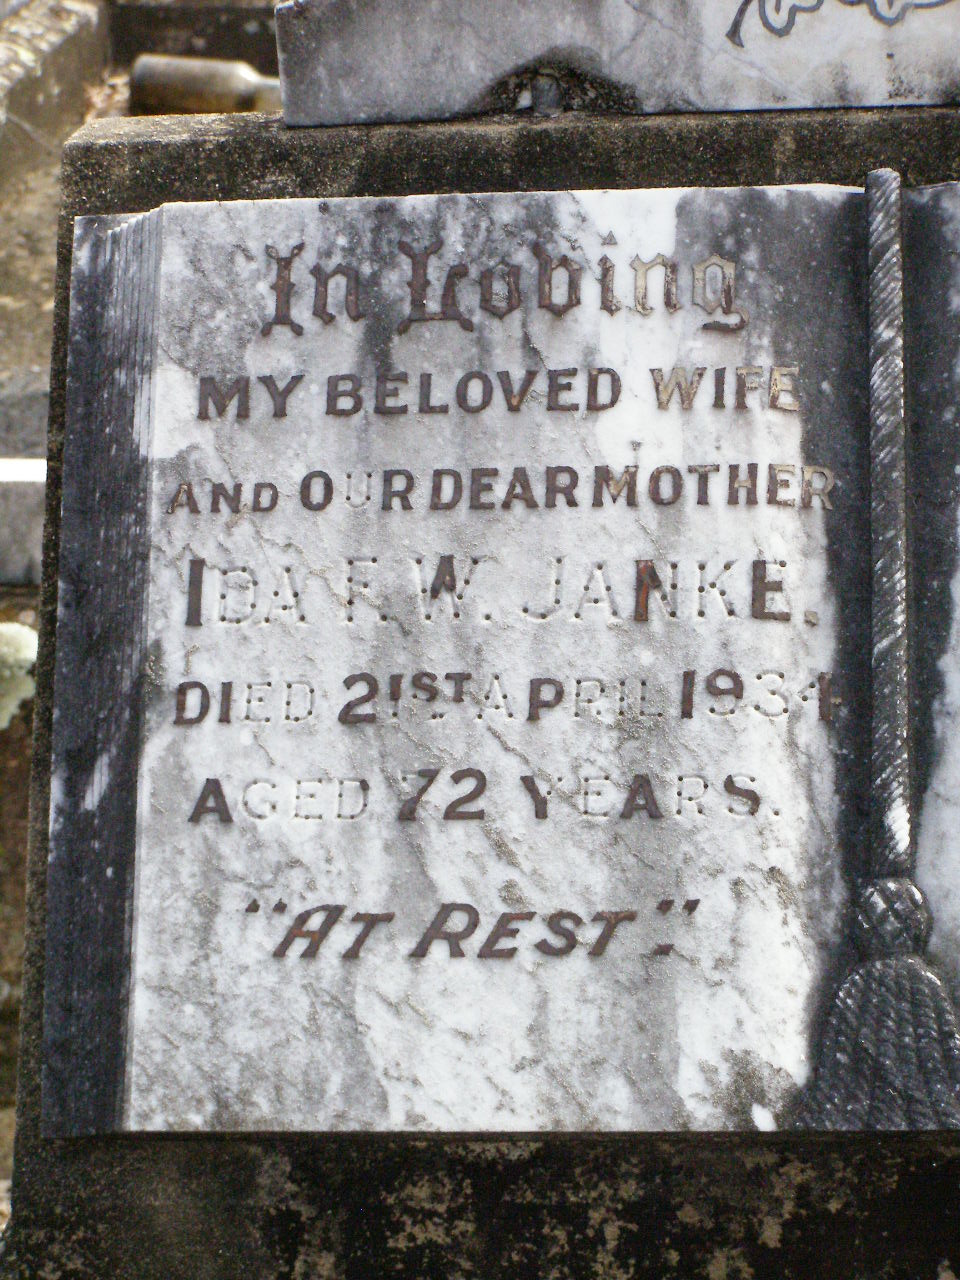 In Loving
MY BELOVED WIFE
AND OUR DEAR MOTHER
IDA F. W. JANKE.
DIED 21ST APRIL 1934
AGED 72 YEARS.
"AT REST".